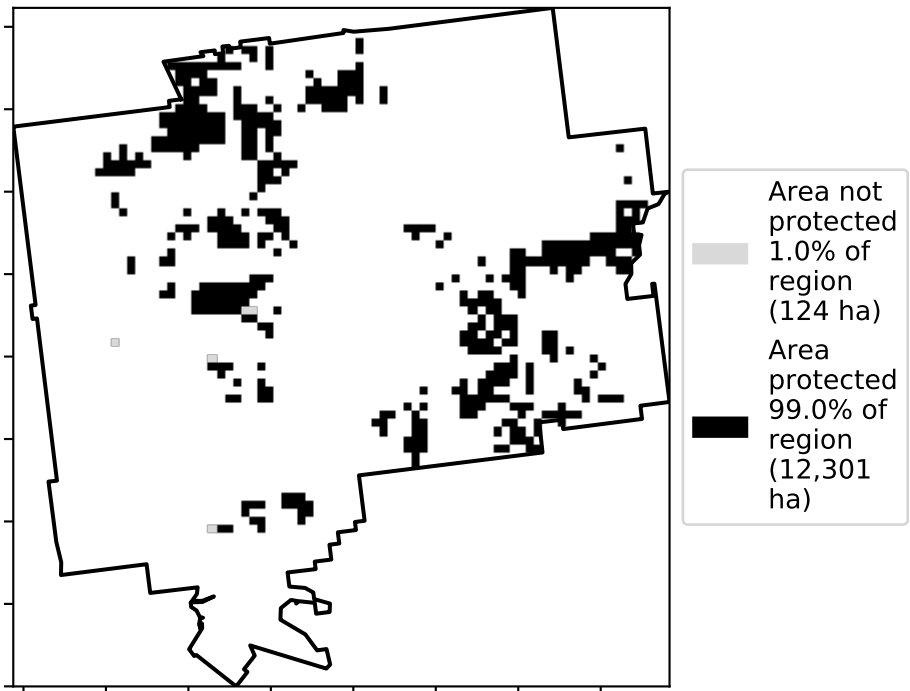 Area not
protected
1.0% of
region
(124 ha)
Area
protected
99.0% of
region
(12,301
ha)